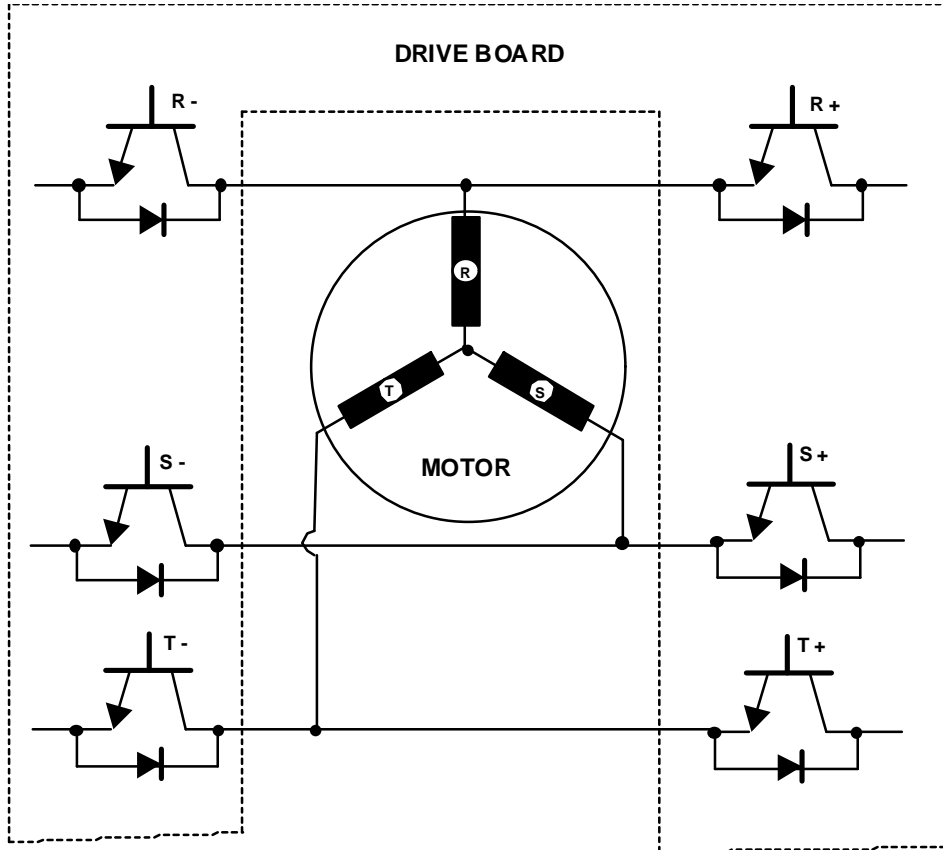 DRIVE BOARD
R -
R +
R
T
S
MOTOR
S -
S +
T -
T +